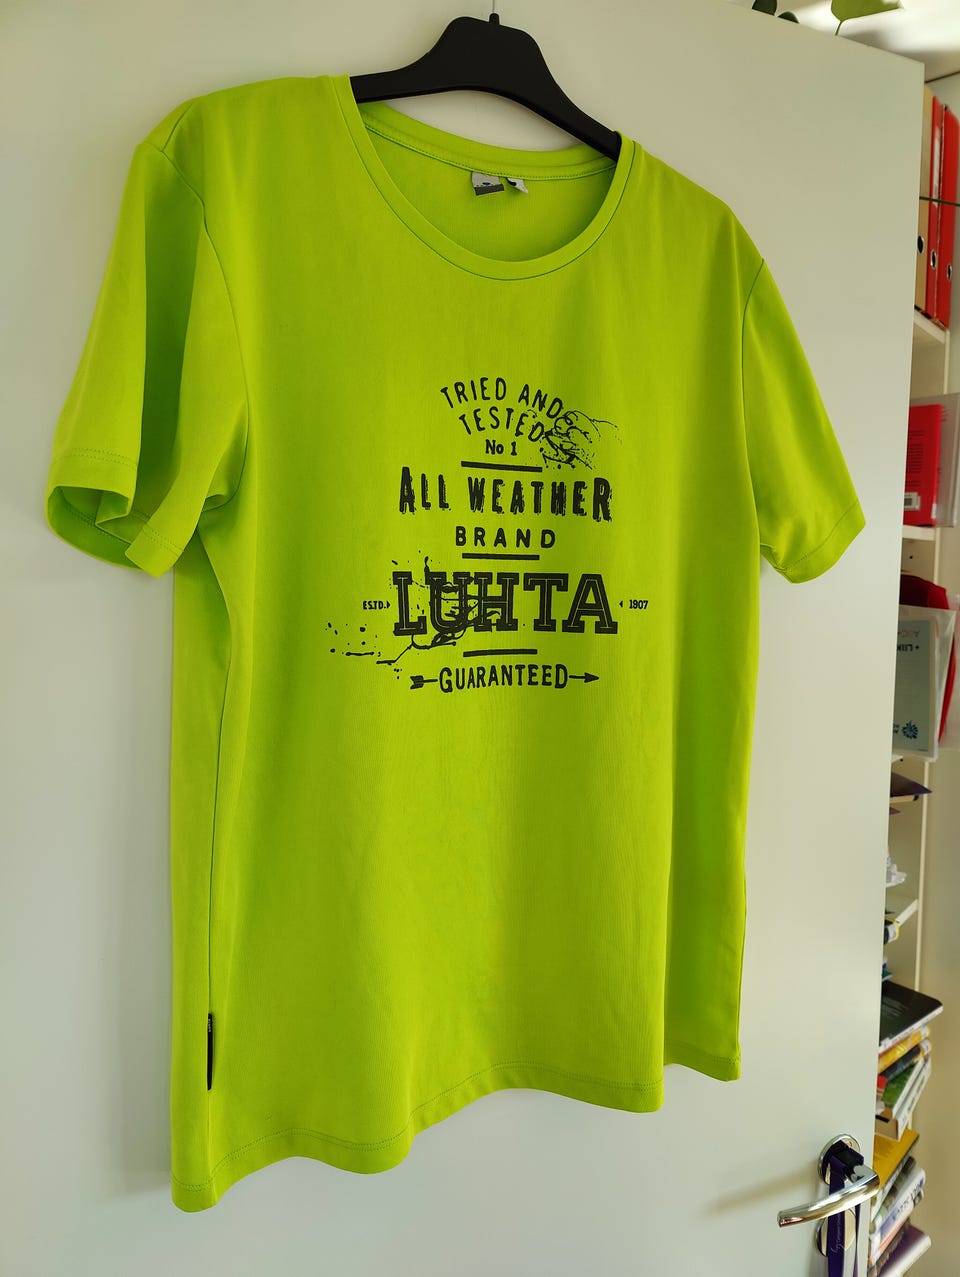 TRIED AND
TESTED
No 1
ALL WEATHER
BRAND
ESTD. LUHTA 1907
GUARANTEED